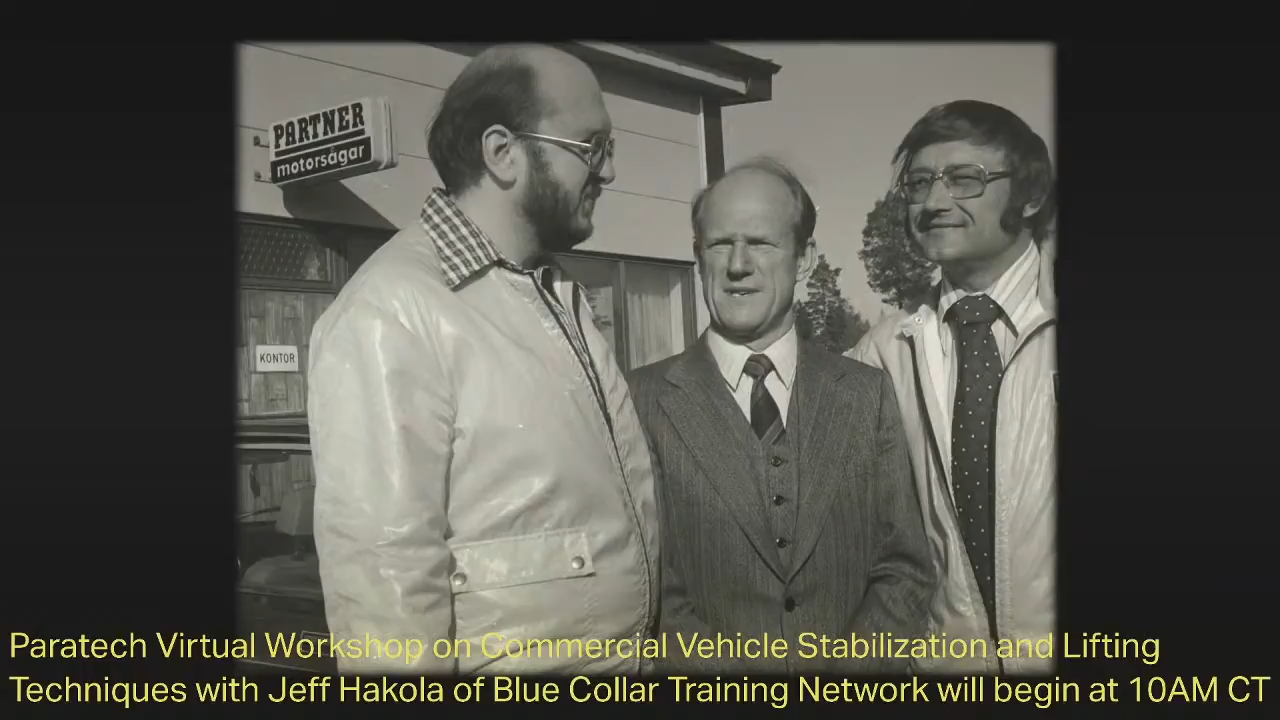 PARTNER
motorsågar
KONTOR
Paratech Virtual Workshop on Commercial Vehicle Stabilization and Lifting
Techniques with Jeff Hakola of Blue Collar Training Network will begin at 10AM CT